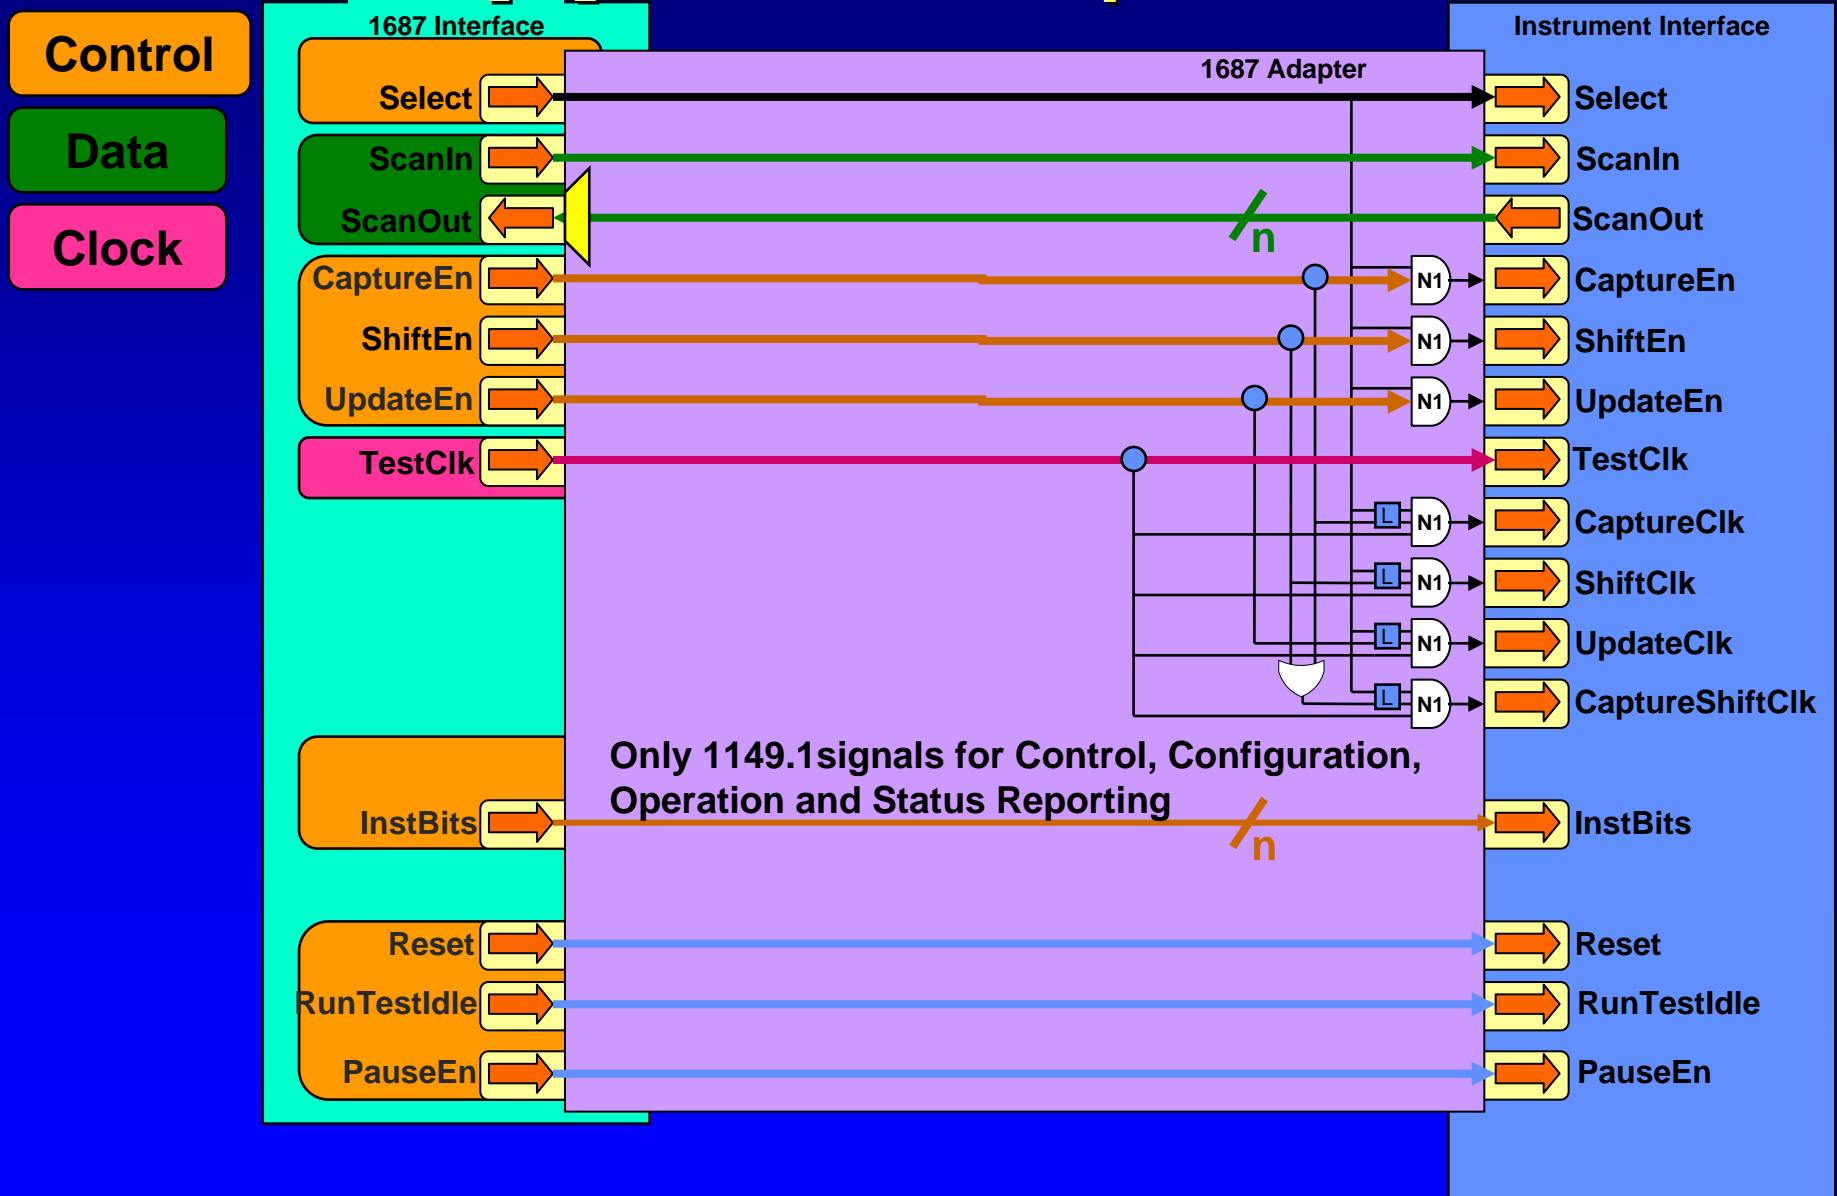 Control
Data
Clock
1687 Interface
Select
ScanIn
ScanOut
CaptureEn
ShiftEn
UpdateEn
TestClk
InstBits
Reset
RunTestIdle
PauseEn
1687 Adapter
n
N1
N1
N1
L
N1
L
N1
L
N1
L
N1
Only 1149.1signals for Control, Configuration,
Operation and Status Reporting
n
Instrument Interface
Select
ScanIn
ScanOut
CaptureEn
ShiftEn
UpdateEn
TestClk
CaptureClk
ShiftClk
UpdateClk
CaptureShiftClk
InstBits
Reset
RunTestIdle
PauseEn